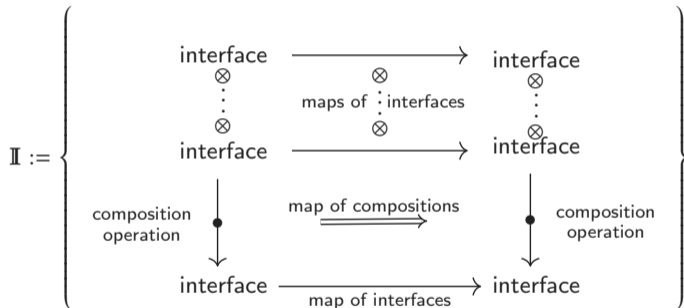 interface interface
⊗ ⊗ ⊗
maps of ⋮ interfaces
⊗ ⊗ ⊗
interface interface
𝕀 :=
map of compositions
composition operation
composition operation
interface interface
map of interfaces